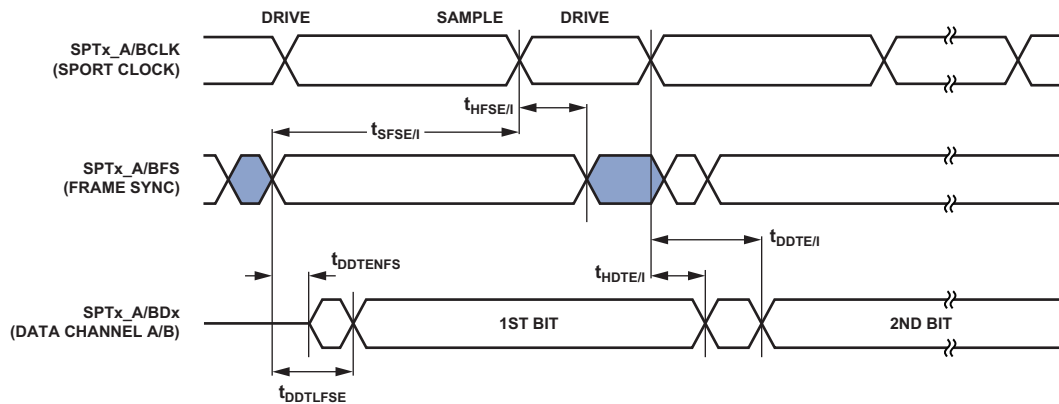 DRIVE SAMPLE DRIVE
SPTx_A/BCLK
(SPORT CLOCK)
tHFSE/I
tSFSE/I
SPTx_A/BFS
(FRAME SYNC)
tDDTE/I
tDDTENFS
tHDTE/I
SPTx_A/BDx
(DATA CHANNEL A/B)
1ST BIT 2ND BIT
tDDTLFSE